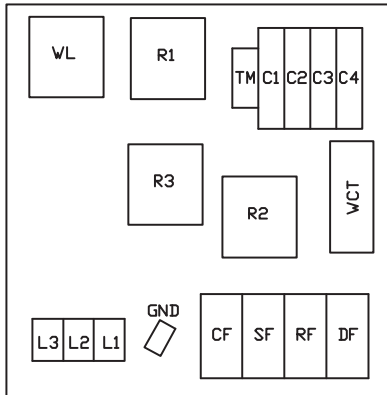 WL R1
TM C1 C2 C3 C4
R3
R2
WCT
GND
L3 L2 L1
CF SF RF DF